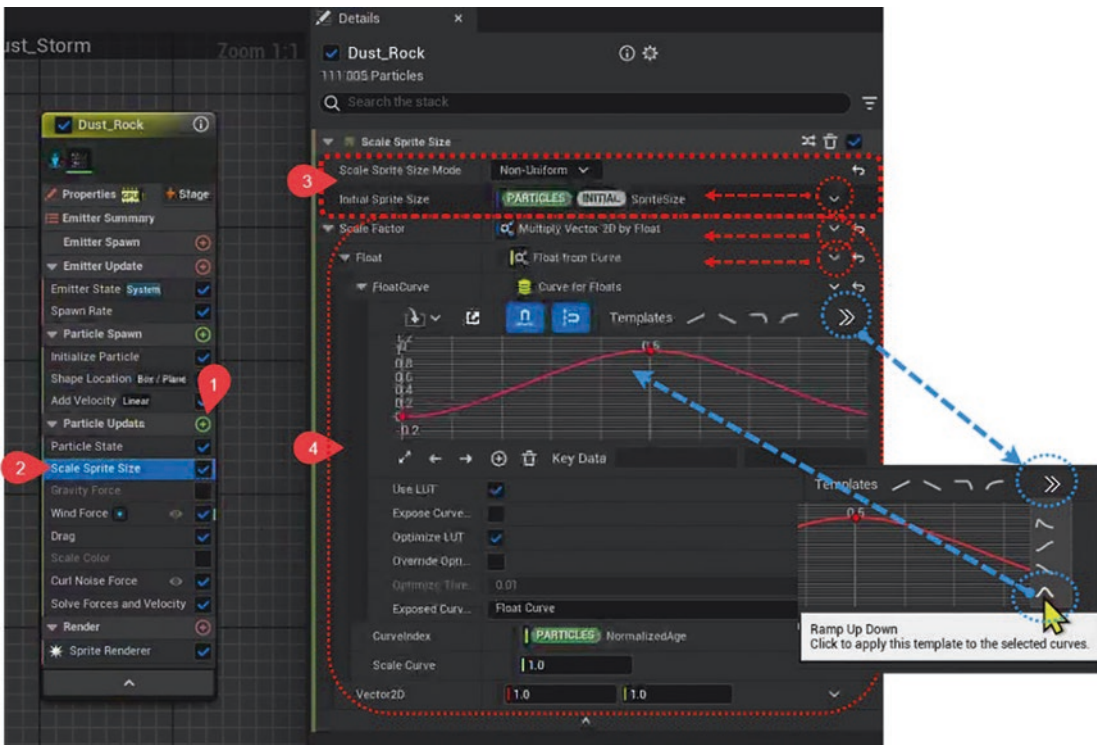 ust_Storm
Zoom 1:1
Dust_Rock
Properties
Stage
Emitter Summary
Emitter Spawn
Emitter Update
Emitter State System
Spawn Rate
Particle Spawn
Initialize Particle
Shape Location Box / Plane
Add Velocity Linear
1
Particle Update
Particle State
2
Scale Sprite Size
Gravity Force
Wind Force
Drag
Scale Color
Curl Noise Force
Solve Forces and Velocity
Render
Sprite Renderer
Details
Dust_Rock
111 005 Particles
Search the stack
Scale Sprite Size
3
Scale Sprite Size Mode Non-Uniform
Initial Sprite Size PARTICLES INITIAL SpriteSize
Scale Factor Multiply Vector 2D by Float
Float Float from Curve
FloatCurve Curve for Floats
Templates
0.5
0.8
0.6
0.4
0.2
-0.2
4
Key Data
Use LUT
Expose Curve...
Optimize LUT
Override Opti...
Optimize Thre... 0.01
Exposed Curv... Float Curve
CurveIndex PARTICLES NormalizedAge
Scale Curve 1.0
Vector2D 1.0 1.0
Templates
0.5
Ramp Up Down
Click to apply this template to the selected curves.